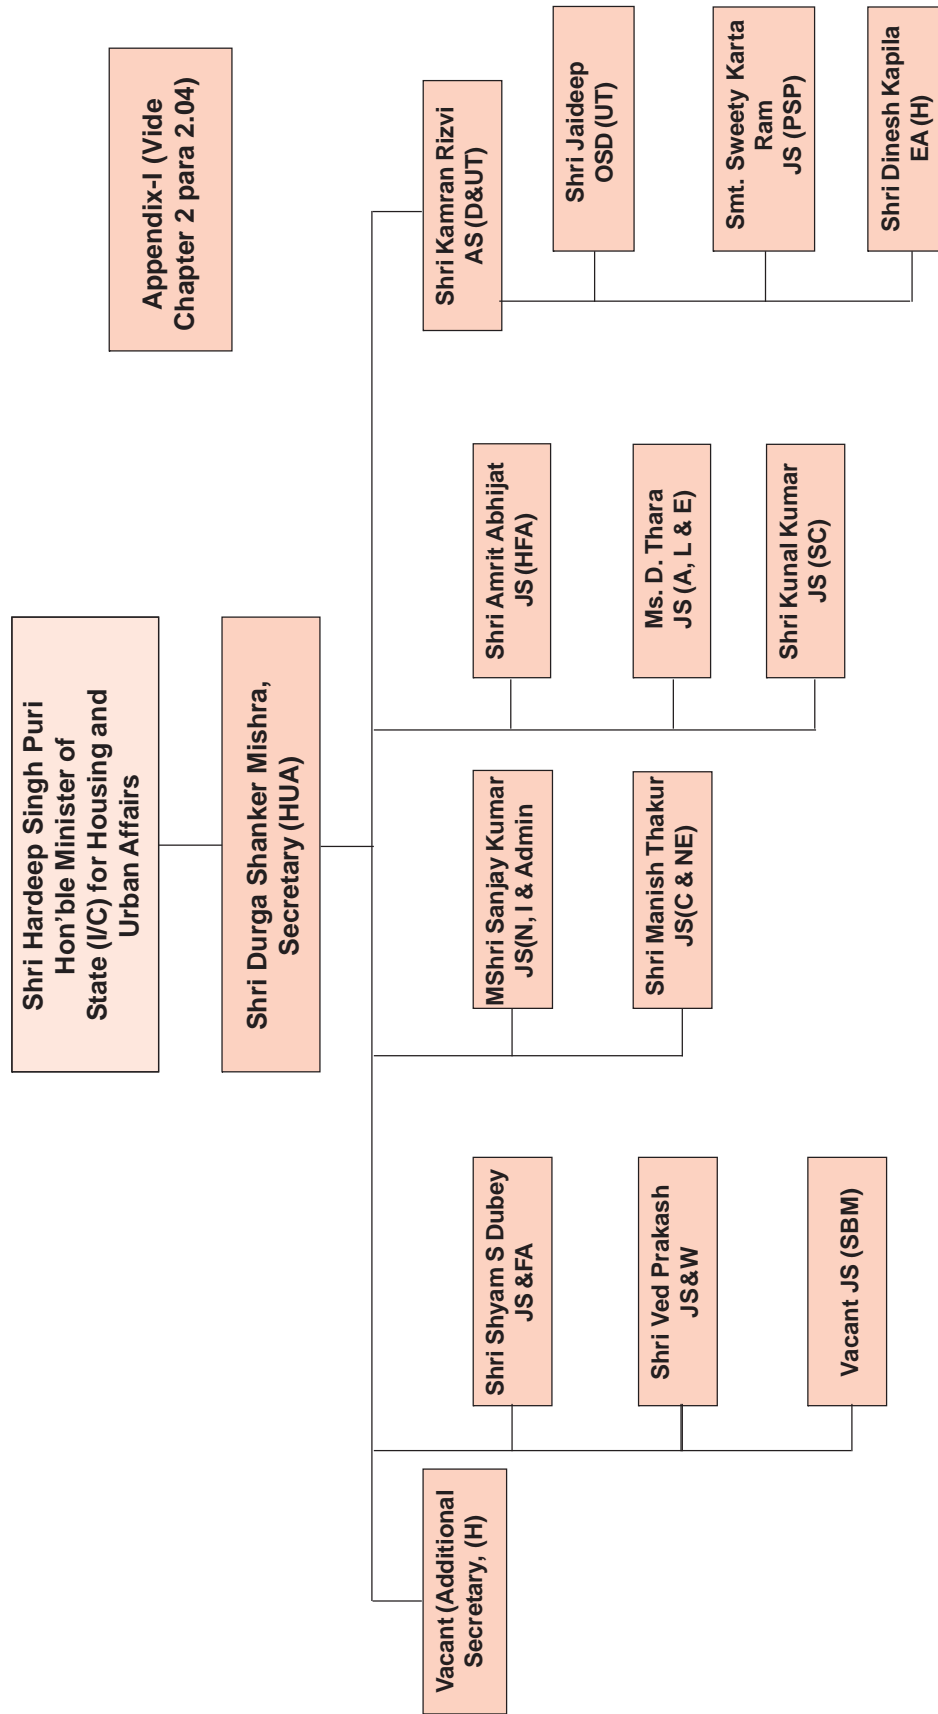 Appendix-I (Vide
Chapter 2 para 2.04)
Shri Hardeep Singh Puri
Hon'ble Minister of
State (I/C) for Housing and
Urban Affairs
Shri Durga Shanker Mishra,
Secretary (HUA)
Vacant (Additional
Secretary, (H)
Shri Shyam S Dubey
JS &FA
Shri Ved Prakash
JS&W
Vacant JS (SBM)
MShri Sanjay Kumar
JS(N, I & Admin
Shri Manish Thakur
JS(C & NE)
Shri Amrit Abhijat
JS (HFA)
Ms. D. Thara
JS (A, L & E)
Shri Kunal Kumar
JS (SC)
Shri Kamran Rizvi
AS (D&UT)
Shri Jaideep
OSD (UT)
Smt. Sweety Karta
Ram
JS (PSP)
Shri Dinesh Kapila
EA (H)